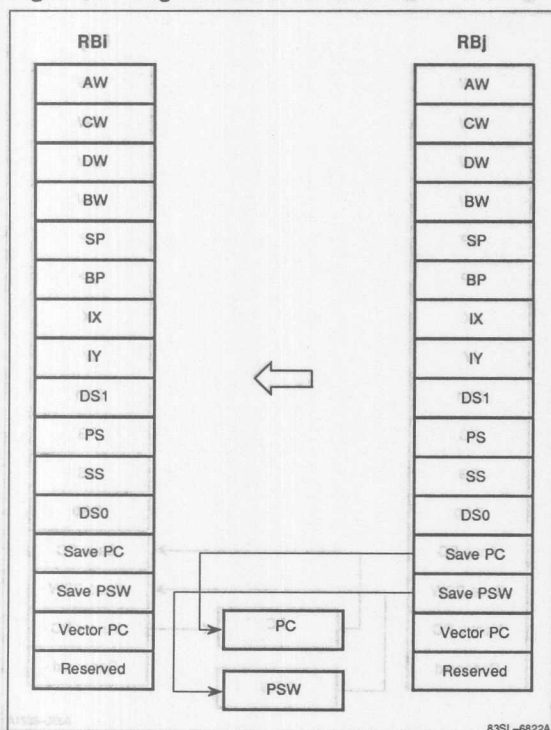 RBi RBj
AW AW
CW CW
DW DW
BW BW
SP SP
BP BP
IX IX
IY IY
DS1 DS1
PS PS
SS SS
DS0 DS0
Save PC Save PC
Save PSW Save PSW
Vector PC PC Vector PC
Reserved PSW Reserved
83SL-6822A